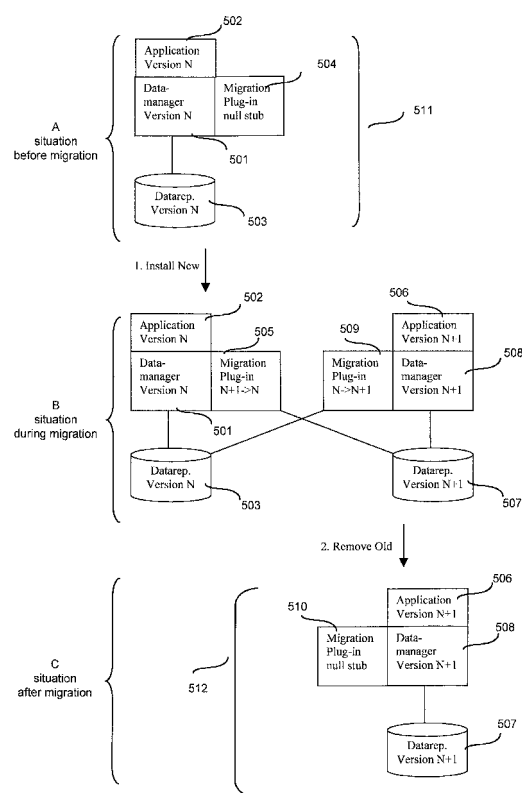 502
Application
Version N
504
Data-
manager
Version N
Migration
Plug-in
null stub
A
situation
before migration
511
501
Datarep.
Version N
503
1. Install New
502
506
Application
Version N
505
509
Application
Version N+1
508
Data-
manager
Version N
Migration
Plug-in
N+1->N
Migration
Plug-in
N->N+1
Data-
manager
Version N+1
B
situation
during migration
501
Datarep.
Version N
503
Datarep.
Version N+1
507
2. Remove Old
506
Application
Version N+1
510
508
Migration
Plug-in
null stub
Data-
manager
Version N+1
C
situation
after migration
512
507
Datarep.
Version N+1